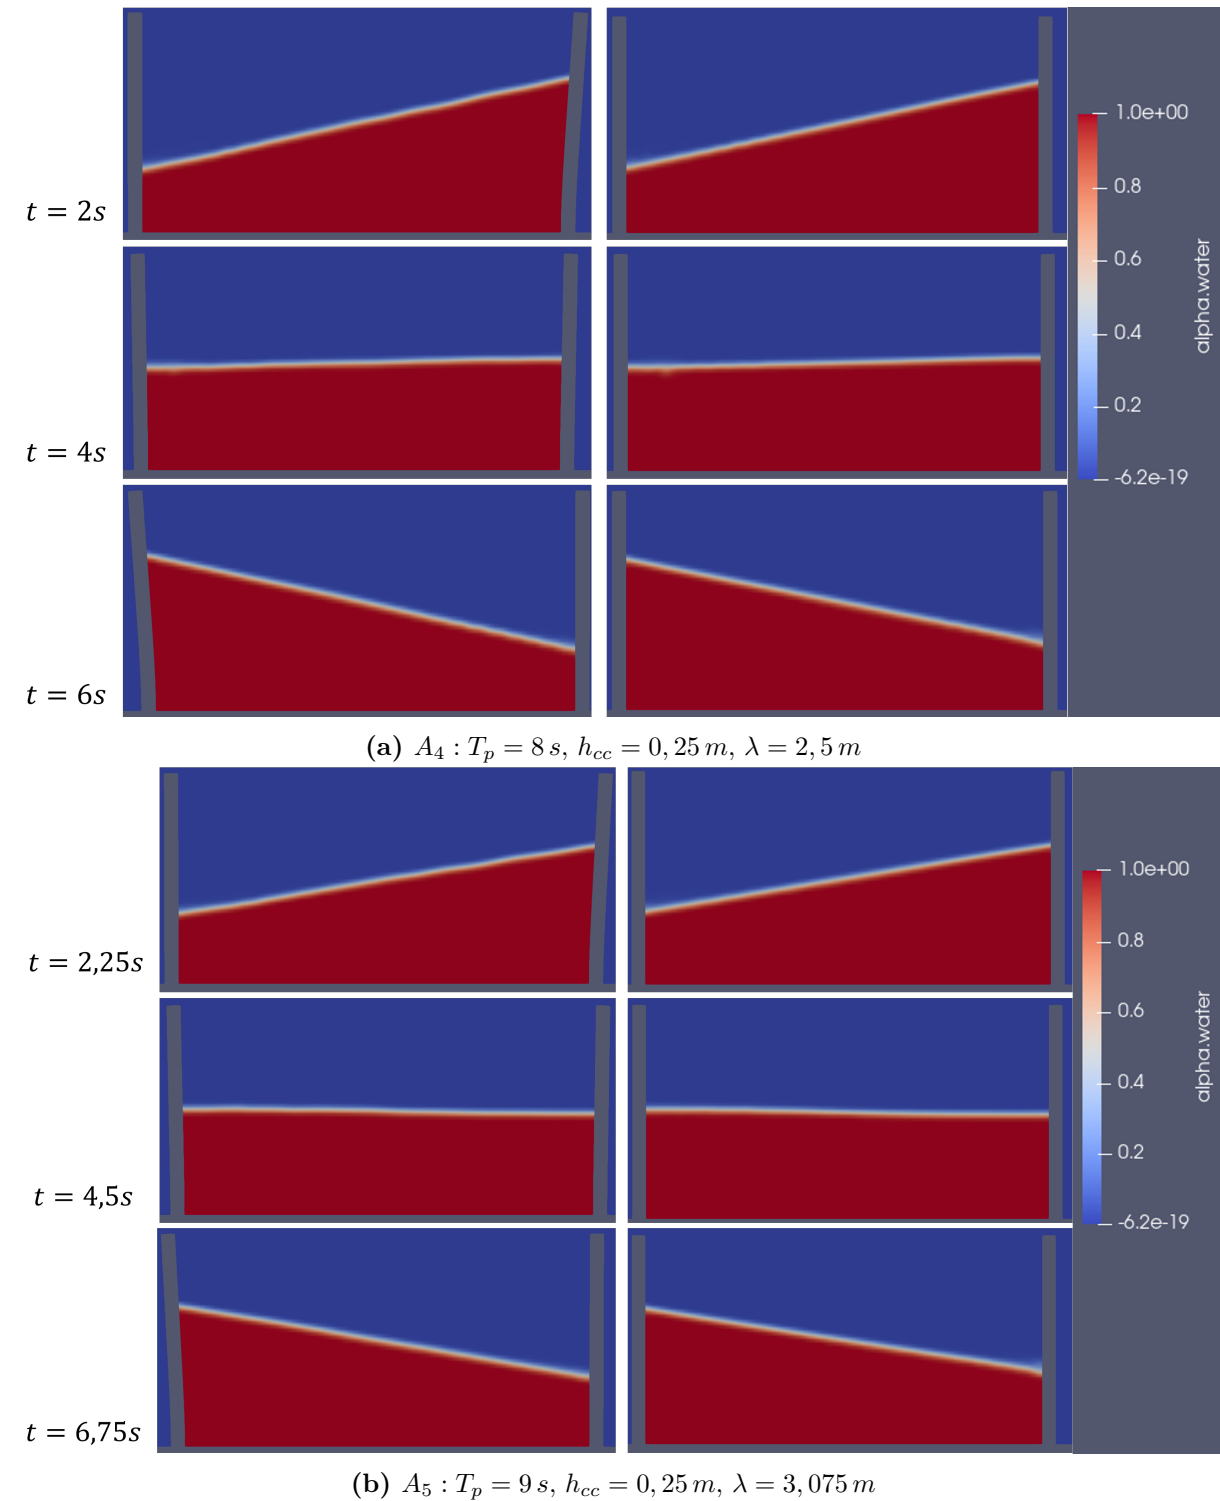 t = 2s
1.0e+00
0.8
0.6
0.4
0.2
-6.2e-19
alpha.water
t = 4s
t = 6s
(a) A₄ : Tₚ = 8 s, h_cc = 0, 25 m, λ = 2, 5 m
t = 2,25s
1.0e+00
0.8
0.6
0.4
0.2
-6.2e-19
alpha.water
t = 4,5s
t = 6,75s
(b) A₅ : Tₚ = 9 s, h_cc = 0, 25 m, λ = 3, 075 m